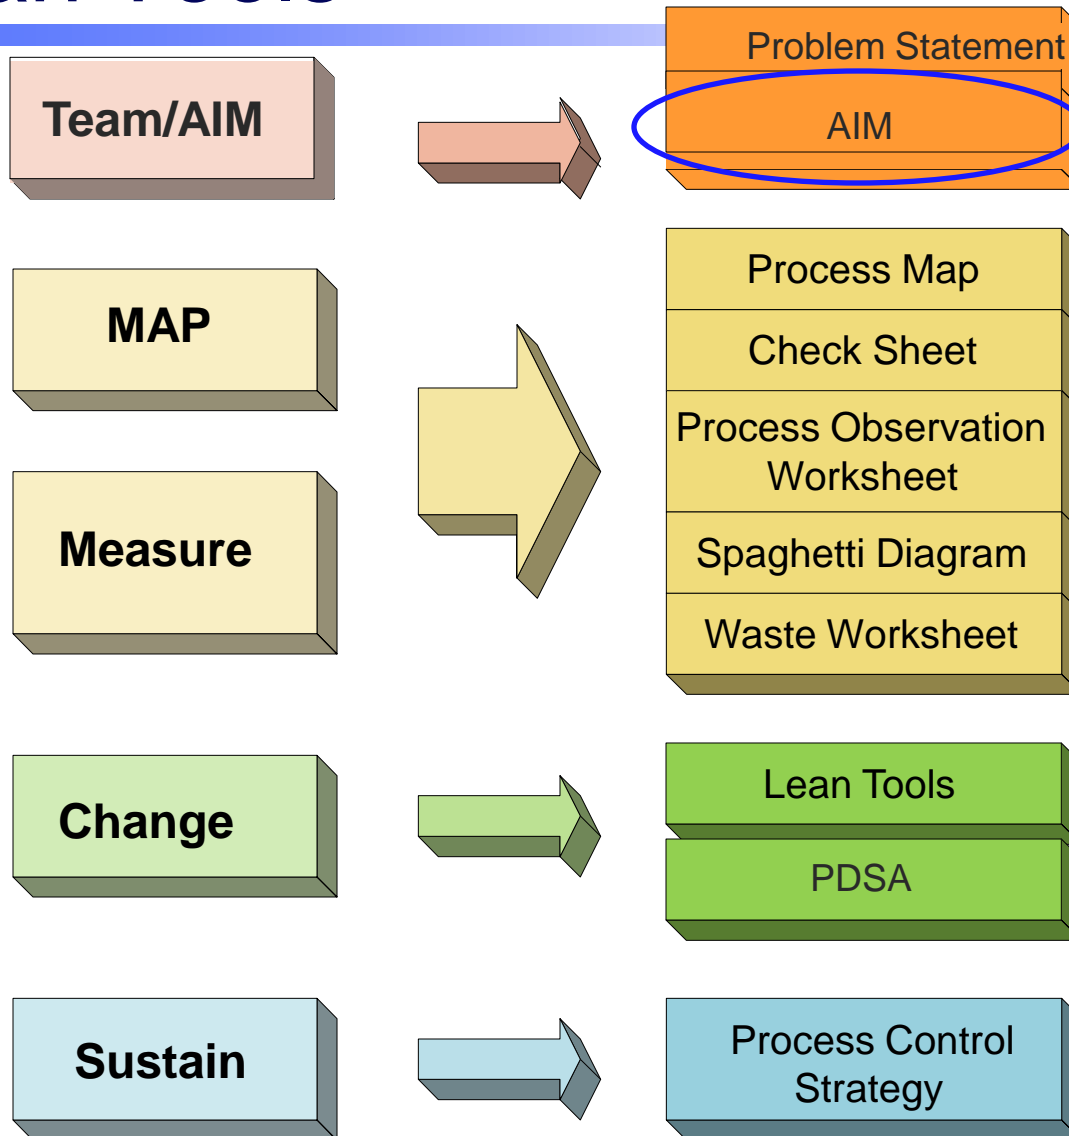 Tools
Problem Statement
Team/AIM
AIM
MAP
Process Map
Check Sheet
Process Observation
Worksheet
Measure
Spaghetti Diagram
Waste Worksheet
Change
Lean Tools
PDSA
Sustain
Process Control
Strategy